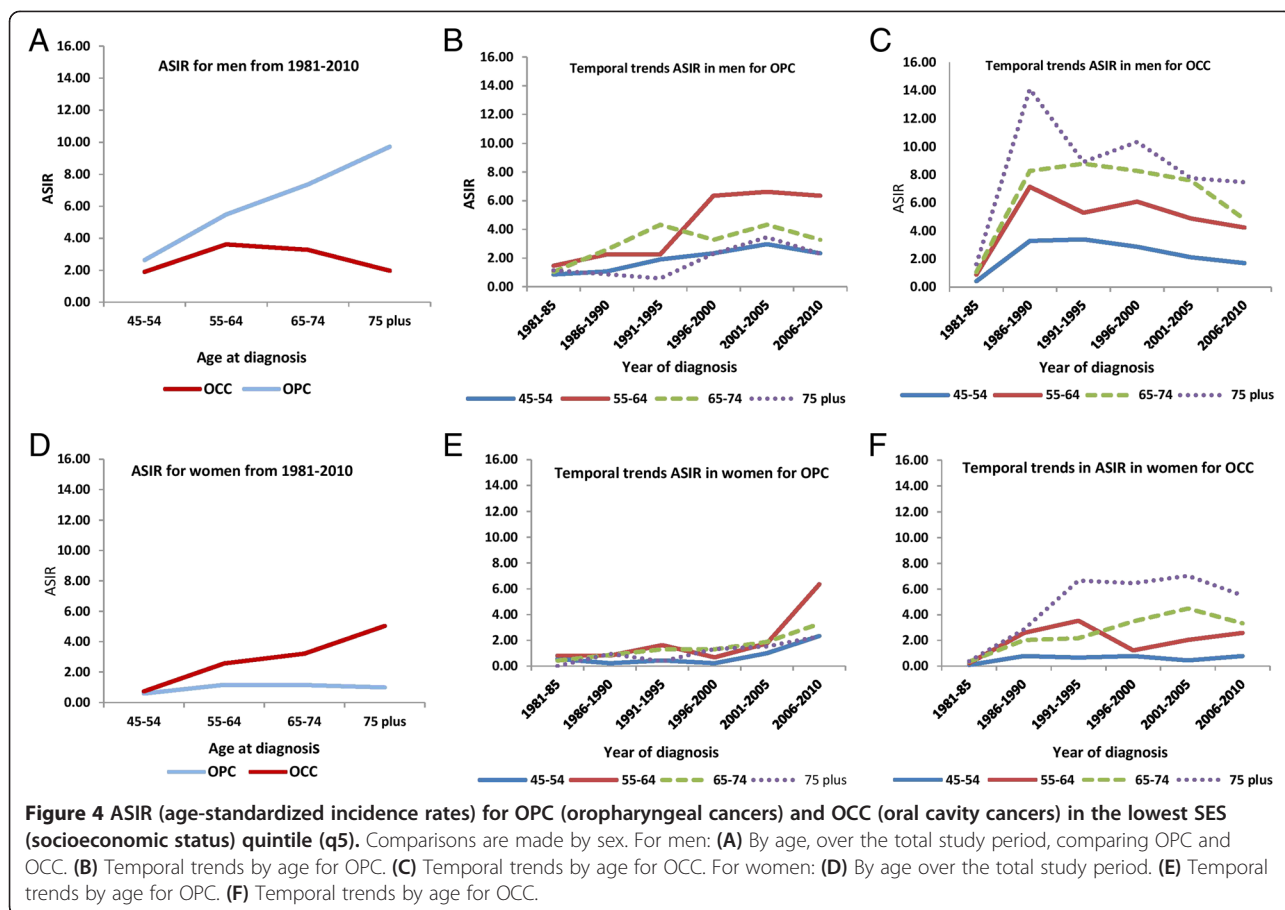 A
ASIR for men from 1981-2010
16.00
14.00
12.00
10.00
8.00
6.00
4.00
2.00
0.00
ASIR
45-54 55-64 65-74 75 plus
Age at diagnosis
OCC OPC
B
Temporal trends ASIR in men for OPC
16.00
14.00
12.00
10.00
8.00
6.00
4.00
2.00
0.00
ASIR
1981-85 1986-1990 1991-1995 1996-2000 2001-2005 2006-2010
Year of diagnosis
45-54 55-64 65-74 75 plus
C
Temporal trends ASIR in men for OCC
14.00
12.00
10.00
8.00
6.00
4.00
2.00
0.00
ASIR
1981-85 1986-1990 1991-1995 1996-2000 2001-2005 2006-2010
Year of diagnosis
45-54 55-64 65-74 75 plus
D
ASIR for women from 1981-2010
16.00
14.00
12.00
10.00
8.00
6.00
4.00
2.00
0.00
ASIR
45-54 55-64 65-74 75 plus
Age at diagnosis
OPC OCC
E
Temporal trends ASIR in women for OPC
16.00
14.00
12.00
10.00
8.00
6.00
4.00
2.00
0.00
ASIR
1981-85 1986-1990 1991-1995 1996-2000 2001-2005 2006-2010
Year of diagnosis
45-54 55-64 65-74 75 plus
F
Temporal trends in ASIR in women for OCC
16.00
14.00
12.00
10.00
8.00
6.00
4.00
2.00
0.00
ASIR
1981-85 1986-1990 1991-1995 1996-2000 2001-2005 2006-2010
Year of diagnosis
45-54 55-64 65-74 75 plus
Figure 4 ASIR (age-standardized incidence rates) for OPC (oropharyngeal cancers) and OCC (oral cavity cancers) in the lowest SES
(socioeconomic status) quintile (q5). Comparisons are made by sex. For men: (A) By age, over the total study period, comparing OPC and
OCC. (B) Temporal trends by age for OPC. (C) Temporal trends by age for OCC. For women: (D) By age over the total study period. (E) Temporal
trends by age for OPC. (F) Temporal trends by age for OCC.